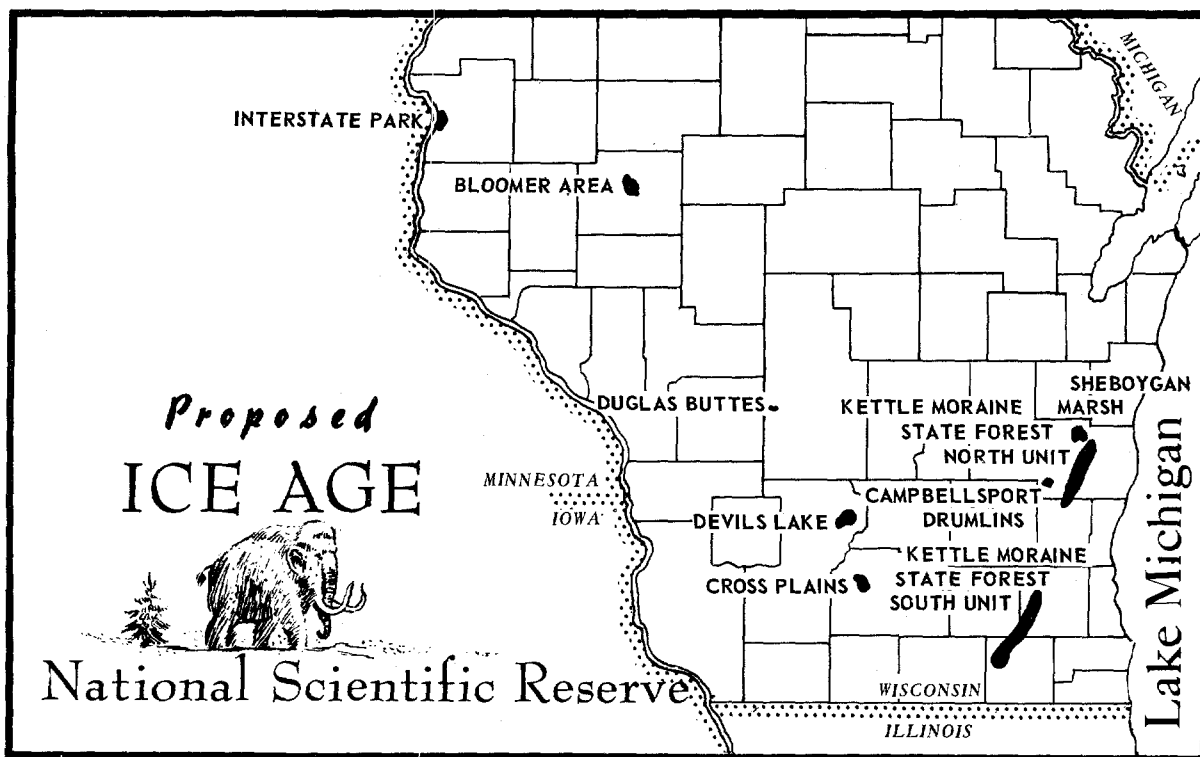 MICHIGAN
INTERSTATE PARK
BLOOMER AREA
DUGLAS BUTTES
SHEBOYGAN
MARSH
KETTLE MORAINE
STATE FOREST
NORTH UNIT
CAMPBELLSPORT
DRUMLINS
MINNESOTA
IOWA
DEVILS LAKE
KETTLE MORAINE
STATE FOREST
SOUTH UNIT
CROSS PLAINS
WISCONSIN
ILLINOIS
Lake Michigan
Proposed
ICE AGE
National Scientific Reserve